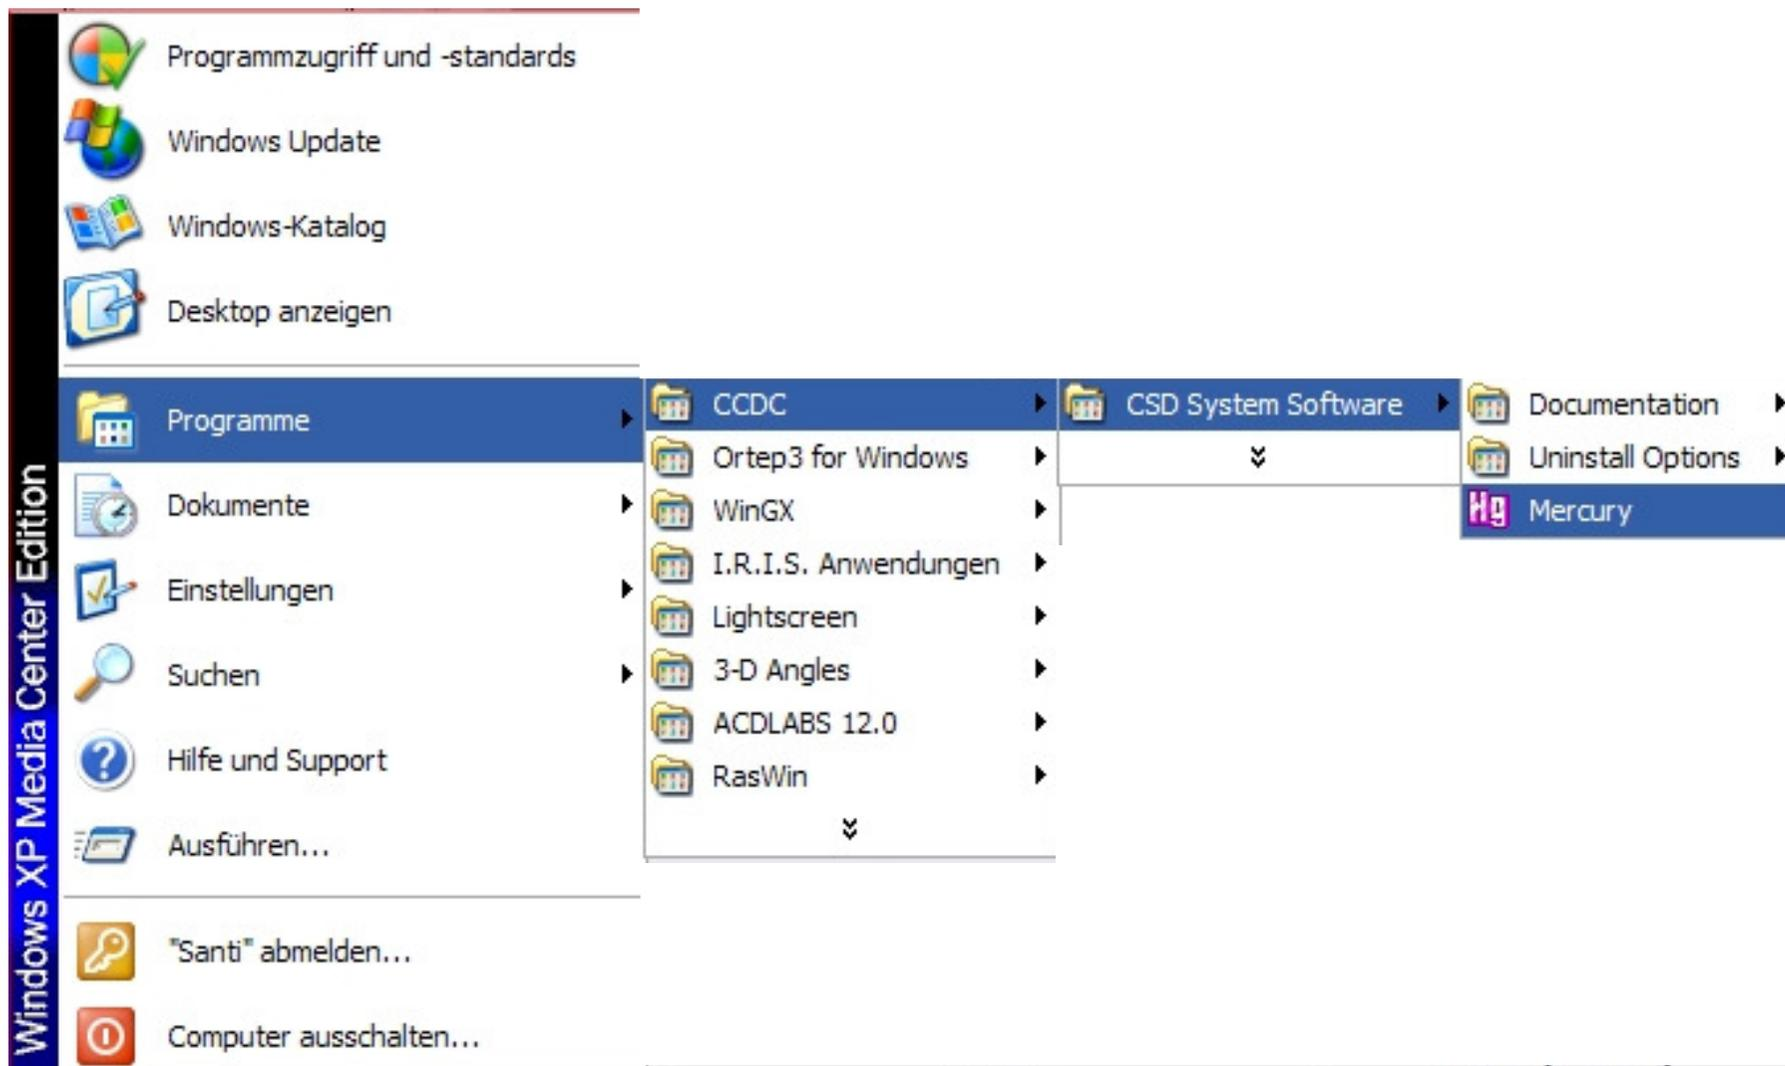 Programmzugriff und -standards
Windows Update
Windows-Katalog
Desktop anzeigen
Programme
Dokumente
Einstellungen
Suchen
Hilfe und Support
Ausführen...
"Santi" abmelden...
Computer ausschalten...
Windows XP Media Center Edition
CCDC
Ortep3 for Windows
WinGX
I.R.I.S. Anwendungen
Lightscreen
3-D Angles
ACDLABS 12.0
RasWin
CSD System Software
Documentation
Uninstall Options
Hg Mercury